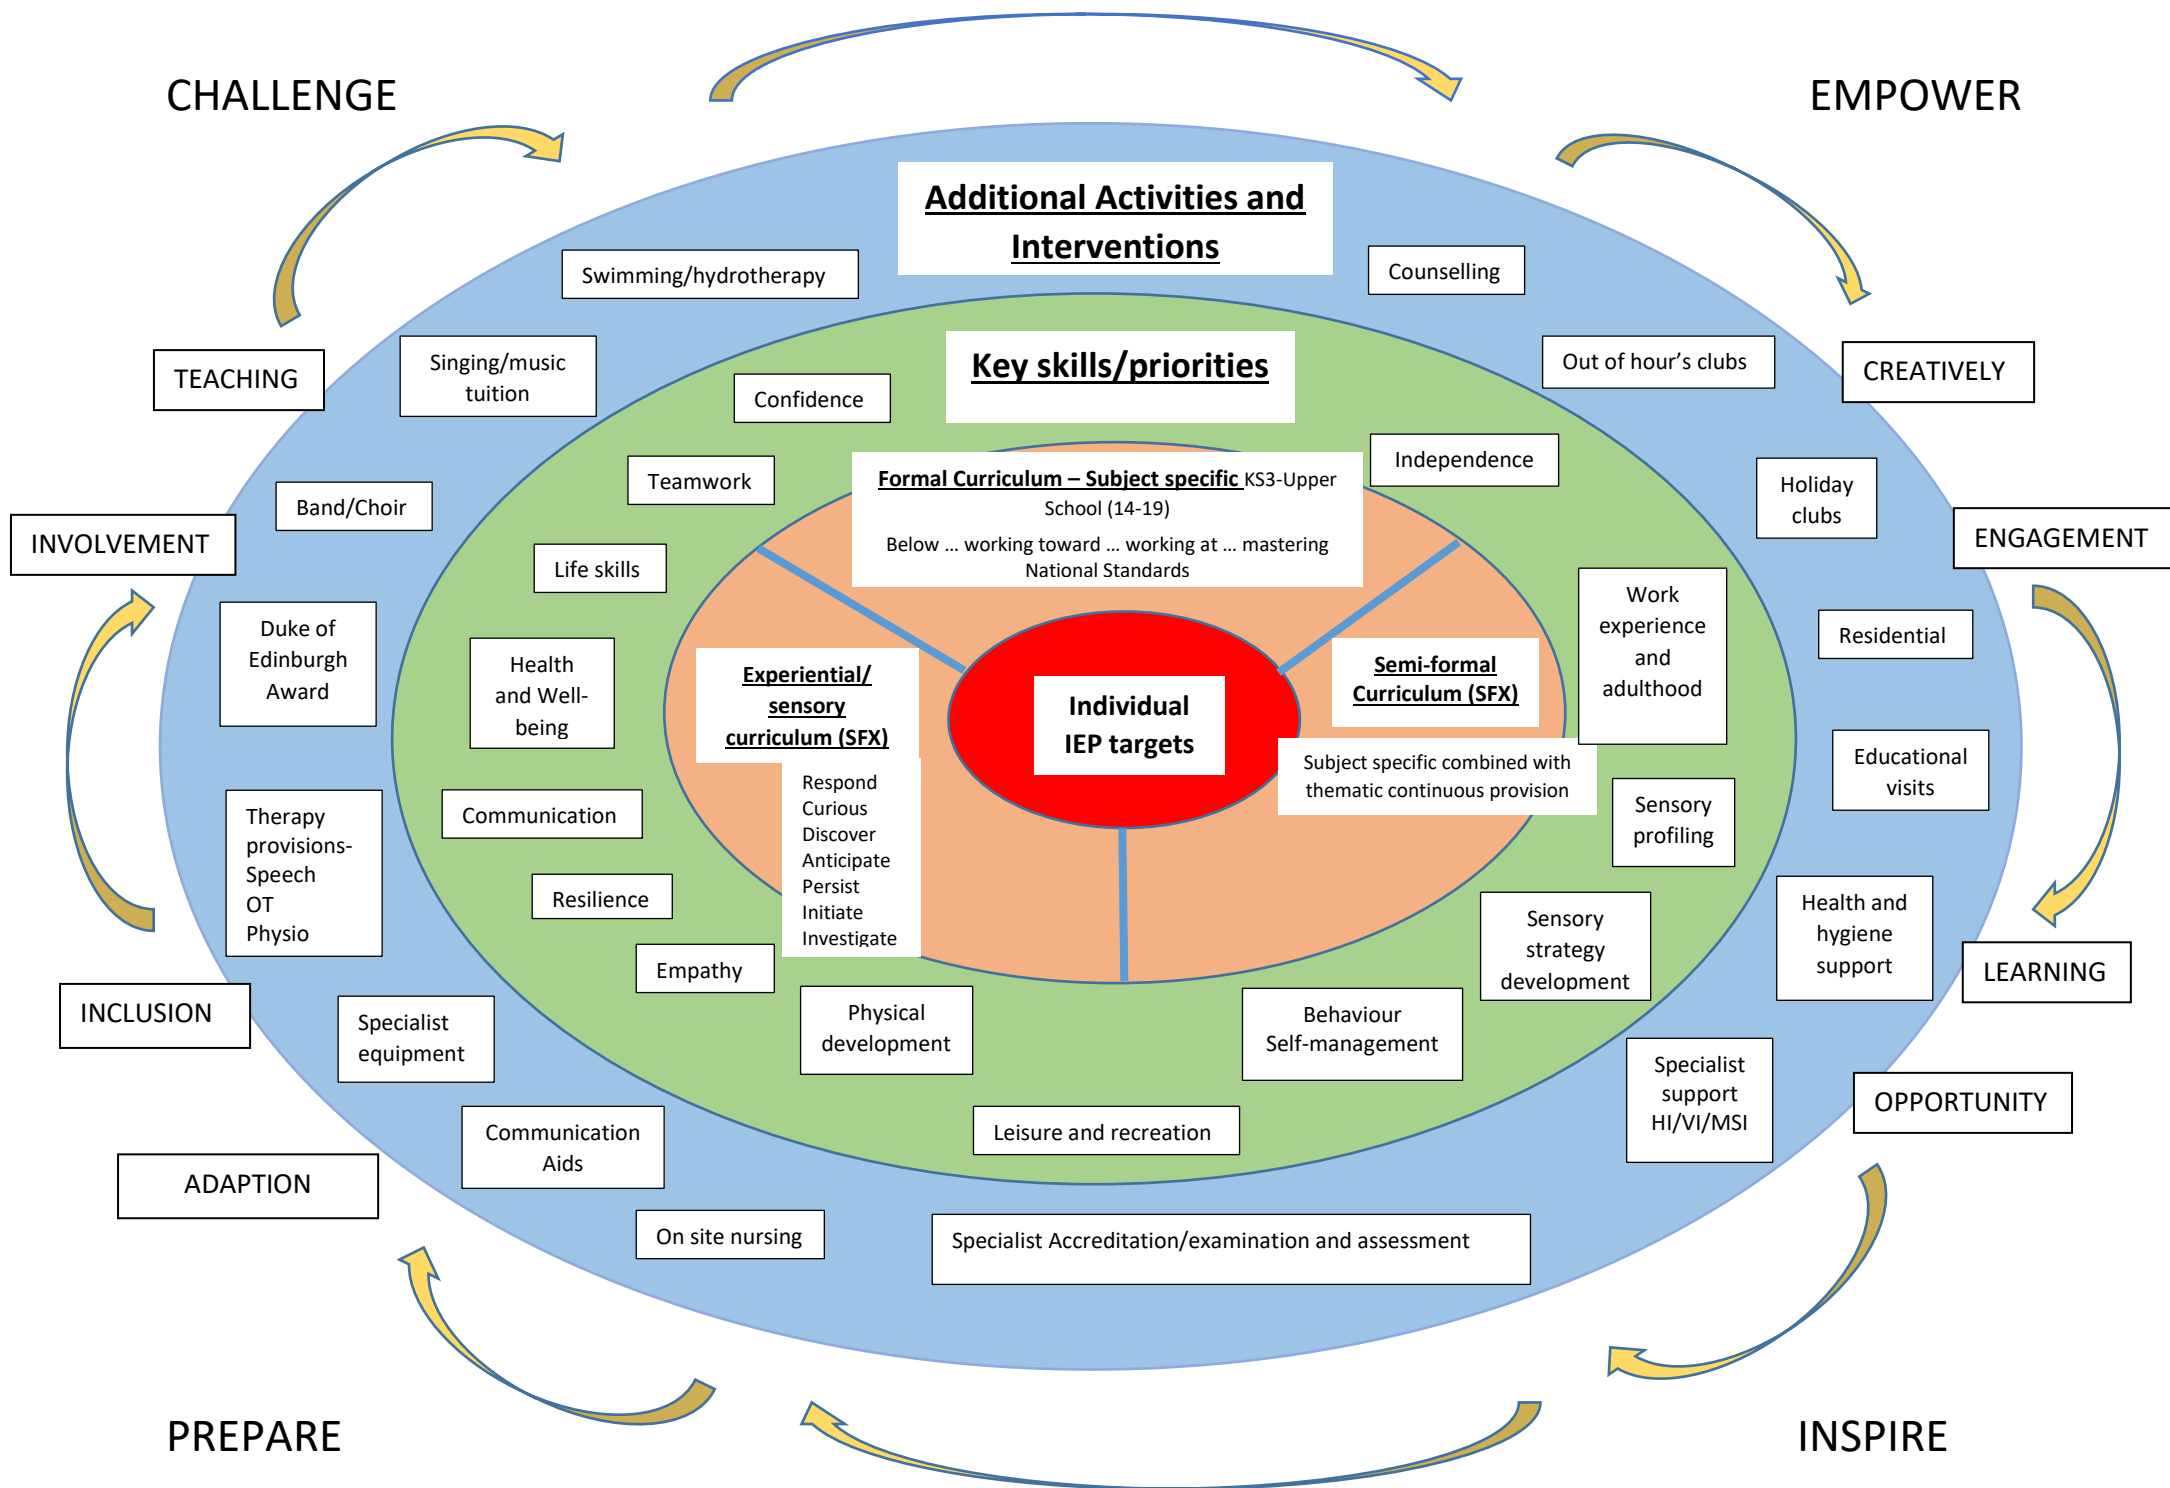 CHALLENGE
EMPOWER
Additional Activities and
Interventions
Swimming/hydrotherapy
Counselling
Singing/music
tuition
Out of hour’s clubs
TEACHING
CREATIVELY
Key skills/priorities
Confidence
Independence
Teamwork
Formal Curriculum – Subject specific KS3-Upper
School (14-19)
Below … working toward … working at … mastering
National Standards
Band/Choir
Holiday
clubs
INVOLVEMENT
ENGAGEMENT
Life skills
Work
experience
and
adulthood
Duke of
Edinburgh
Award
Health
and Well-
being
Residential
Experiential/
sensory
curriculum (SFX)
Individual
IEP targets
Semi-formal
Curriculum (SFX)
Subject specific combined with
thematic continuous provision
Educational
visits
Respond
Curious
Discover
Anticipate
Persist
Initiate
Investigate
Communication
Sensory
profiling
Therapy
provisions-
Speech
OT
Physio
Resilience
Health and
hygiene
support
Sensory
strategy
development
Empathy
LEARNING
INCLUSION
Specialist
equipment
Physical
development
Behaviour
Self-management
Specialist
support
HI/VI/MSI
OPPORTUNITY
Communication
Aids
Leisure and recreation
ADAPTION
On site nursing
Specialist Accreditation/examination and assessment
PREPARE
INSPIRE